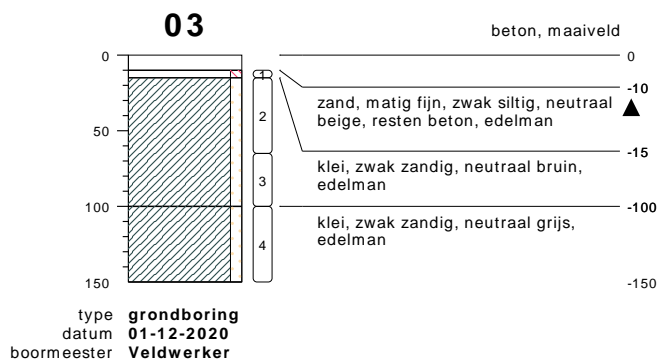 03
beton, maaiveld
0
0
-10
1
zand, matig fijn, zwak siltig, neutraal
beige, resten beton, edelman
2
50
-15
klei, zwak zandig, neutraal bruin,
edelman
3
100
-100
klei, zwak zandig, neutraal grijs,
edelman
4
150
-150
type grondboring
datum 01-12-2020
boormeester Veldwerker